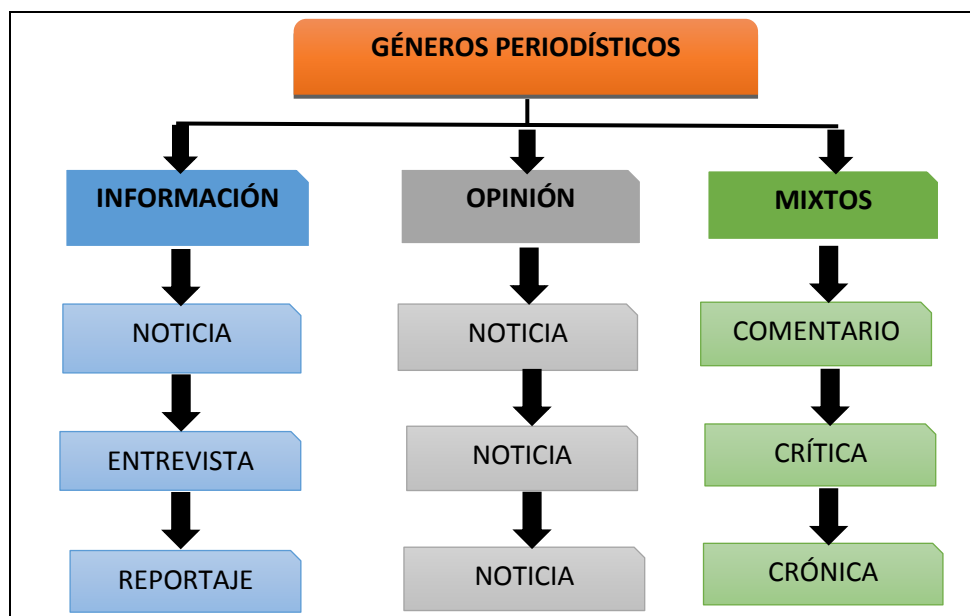 GÉNEROS PERIODÍSTICOS
INFORMACIÓN
OPINIÓN
MIXTOS
NOTICIA
NOTICIA
COMENTARIO
ENTREVISTA
NOTICIA
CRÍTICA
REPORTAJE
NOTICIA
CRÓNICA